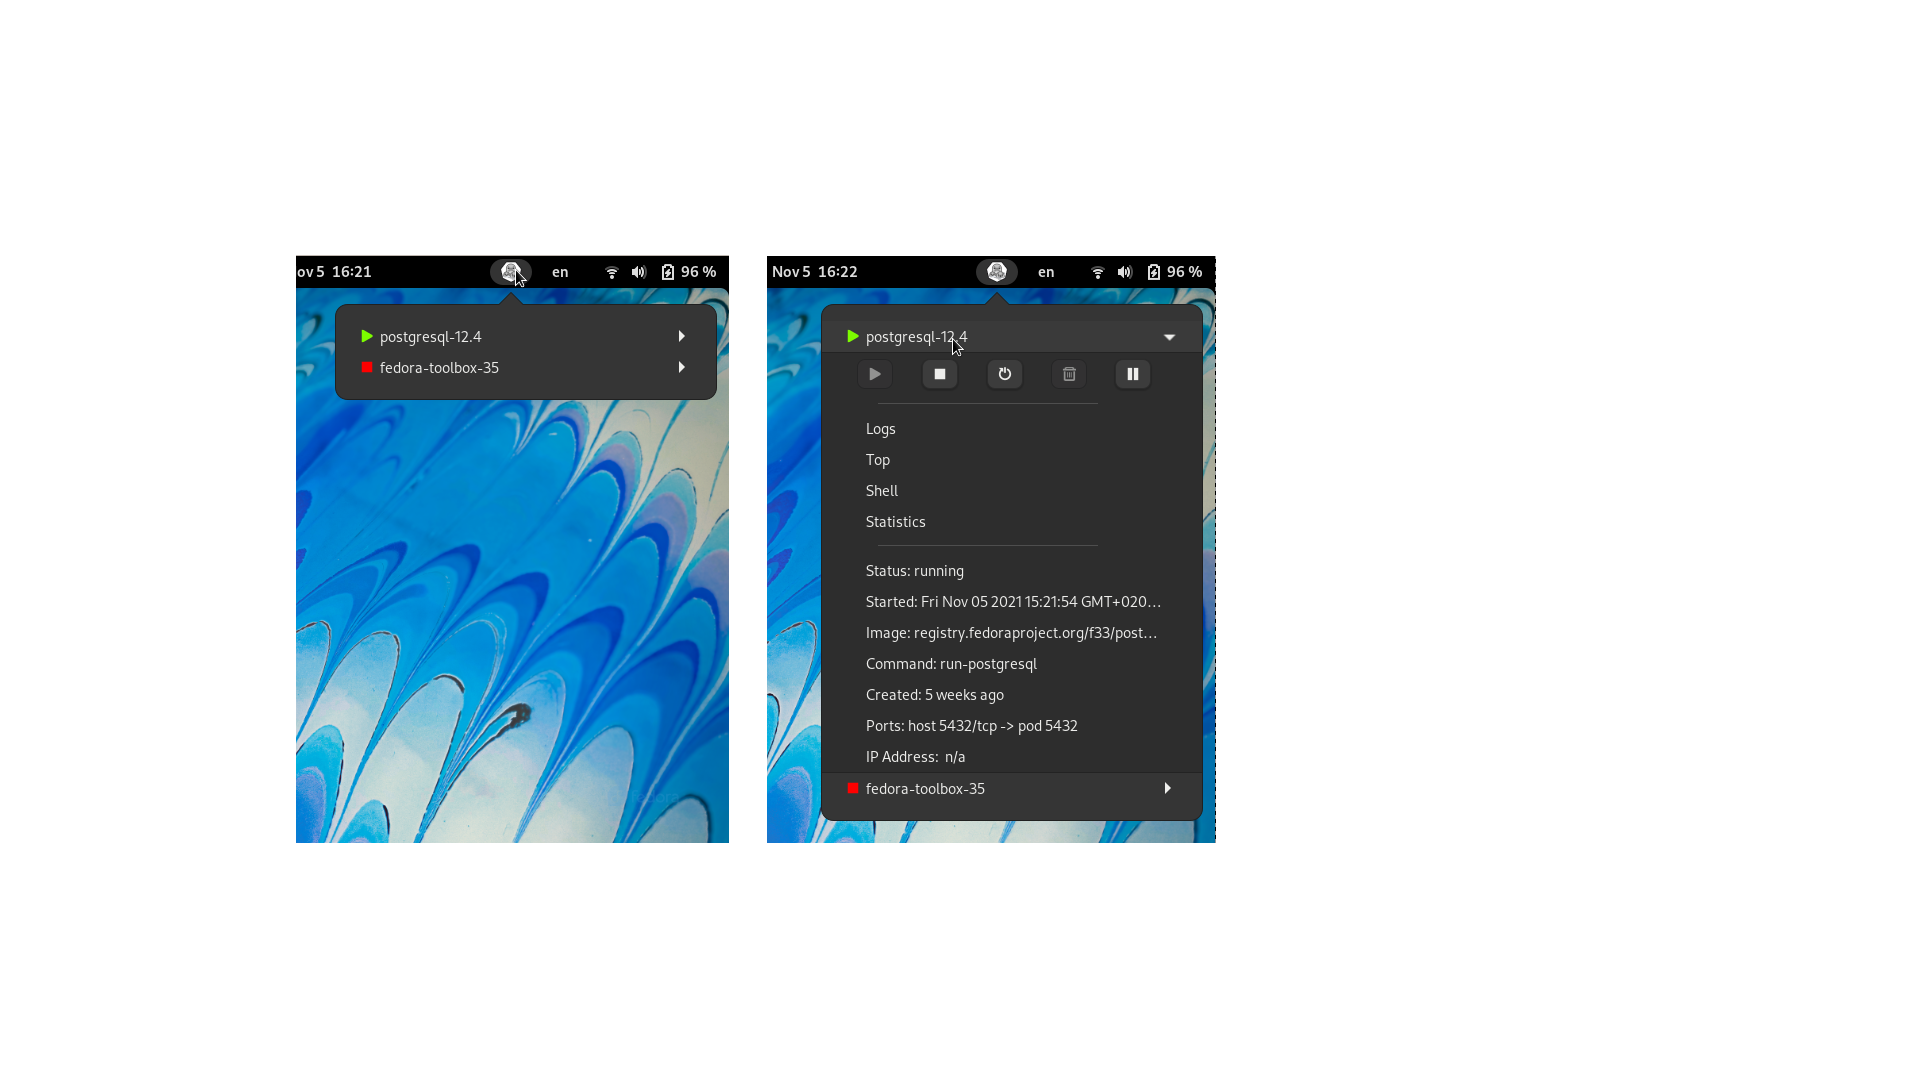 ov 5 16:21
en
96 %
postgresql-12.4
fedora-toolbox-35
Nov 5 16:22
en
96 %
postgresql-12.4
Logs
Top
Shell
Statistics
Status: running
Started: Fri Nov 05 2021 15:21:54 GMT+020...
Image: registry.fedoraproject.org/f33/post...
Command: run-postgresql
Created: 5 weeks ago
Ports: host 5432/tcp -> pod 5432
IP Address: n/a
fedora-toolbox-35